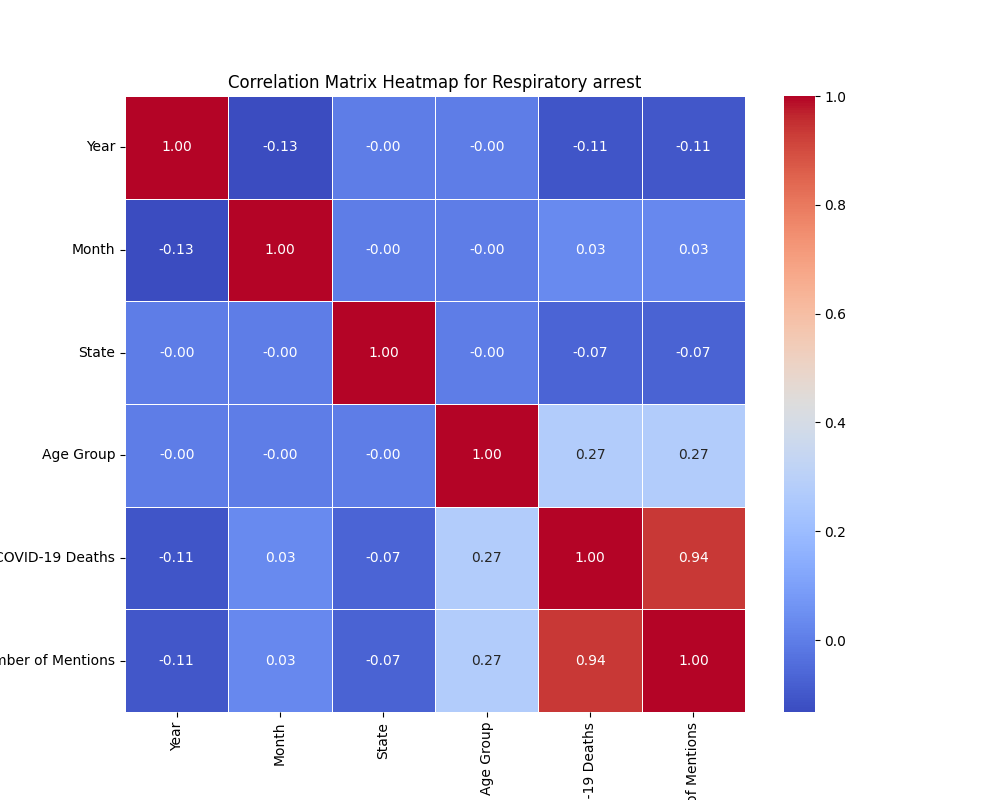 Correlation Matrix Heatmap for Respiratory arrest
Year
1.00 -0.13 -0.00 -0.00 -0.11 -0.11
Month
-0.13 1.00 -0.00 -0.00 0.03 0.03
State
-0.00 -0.00 1.00 -0.00 -0.07 -0.07
Age Group
-0.00 -0.00 -0.00 1.00 0.27 0.27
COVID-19 Deaths
-0.11 0.03 -0.07 0.27 1.00 0.94
mber of Mentions
-0.11 0.03 -0.07 0.27 0.94 1.00
Year
Month
State
Age Group
-19 Deaths
of Mentions
1.0
0.8
0.6
0.4
0.2
0.0